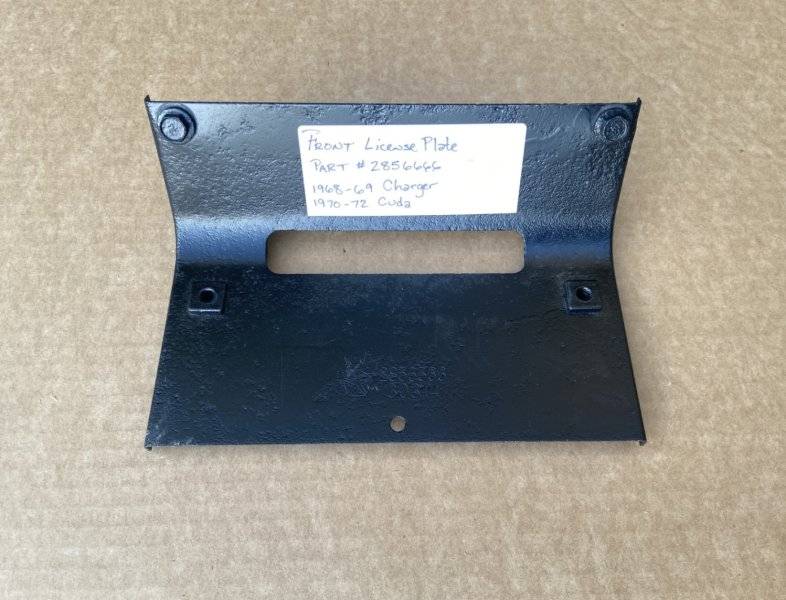 FRONT License Plate
PART # 2856666
1968-69 Charger
1970-72 Cuda